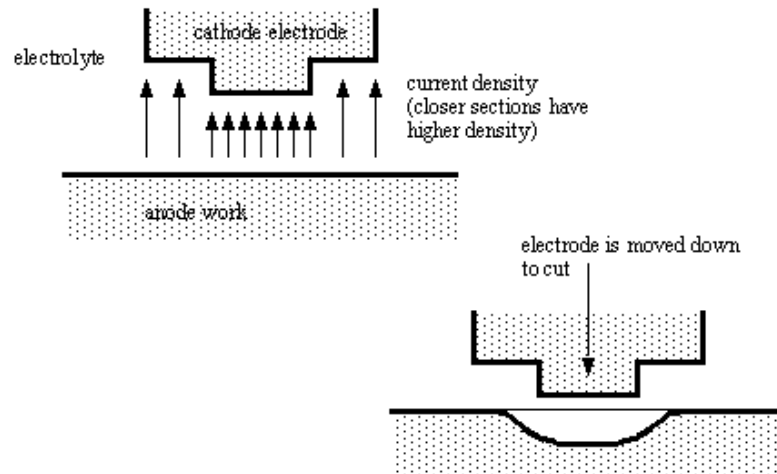 cathode electrode
electrolyte
current density
(closer sections have
higher density)
anode work
electrode is moved down
to cut